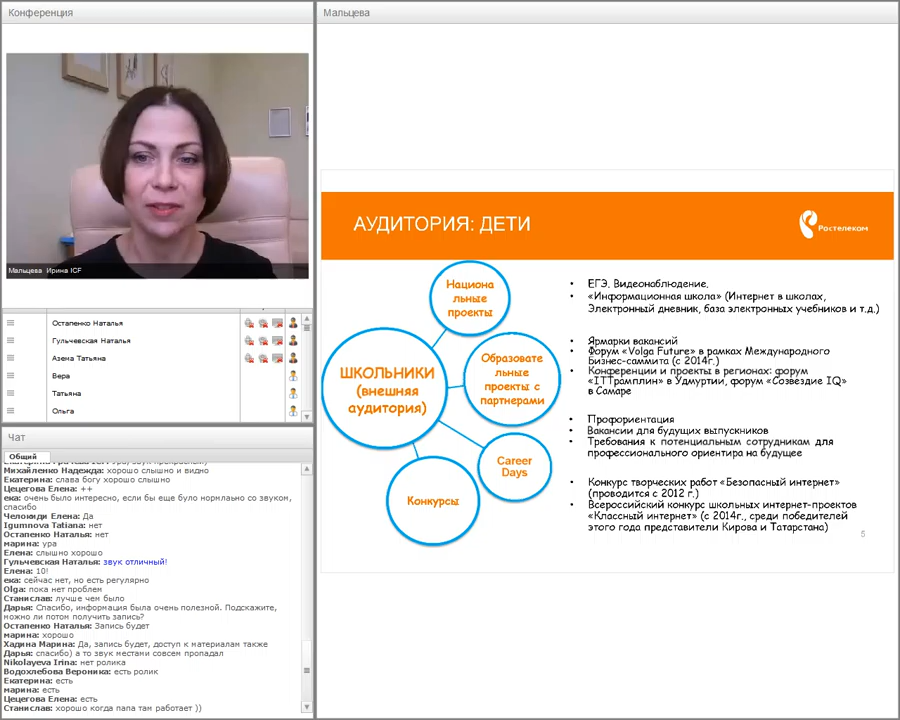 Конференция
Мальцева Ирина ICF
Остапенко Наталья
Гульчевская Наталья
Азена Татьяна
Вера
Татьяна
Ольга
Чат
Общий
Михайленко Надежда: хорошо слышно и видно
Екатерина: слава богу хорошо слышно
Цецегова Елена: ++
ека: очень было интересно, если бы еще было нормально со звуком,
спасибо
Человиди Елена: Да
Igumnova Tatiana: нет
Остапенко Наталья: нет
марина: ура
Елена: слышно хорошо
Гульчевская Наталья: звук отличный!
Елена: 10!
ека: сейчас нет, но есть регулярно
Olga: пока нет проблем
Станислав: лучше чем было
Дарья: Спасибо, информация была очень полезной. Подскажите,
можно ли потом получить запись?
Остапенко Наталья: Запись будет
марина: хорошо
Хадина Марина: Да, запись будет, доступ к материалам также
Дарья: спасибо) а то звук местами совсем пропадал
Nikolayeva Irina: нет ролика
Водохлебова Вероника: есть ролик
Екатерина: есть
марина: есть
Цецегова Елена: есть
Станислав: хорошо когда папа там работает ))
Мальцева
АУДИТОРИЯ: ДЕТИ
Ростелеком
Национа
льные
проекты
ШКОЛЬНИКИ
(внешняя
аудитория)
Образовате
льные
проекты с
партнерами
Career
Days
Конкурсы
• ЕГЭ. Видеонаблюдение.
• «Информационная школа» (Интернет в школах,
Электронный дневник, база электронных учебников и т.д.)
• Ярмарки вакансий
• Форум «Volga Future» в рамках Международного
бизнес-саммита (с 2014г.)
• Конференции и проекты в регионах: форум
«ITТрамплин» в Удмуртии, форум «Созвездие IQ»
в Самаре
• Профориентация
• Вакансии для будущих выпускников
• Требования к потенциальным сотрудникам для
профессионального ориентира на будущее
• Конкурс творческих работ «Безопасный интернет»
(проводится с 2012 г.)
• Всероссийский конкурс школьных интернет-проектов
«Классный интернет» (с 2014г., среди победителей
этого года представители Кирова и Татарстана)
5